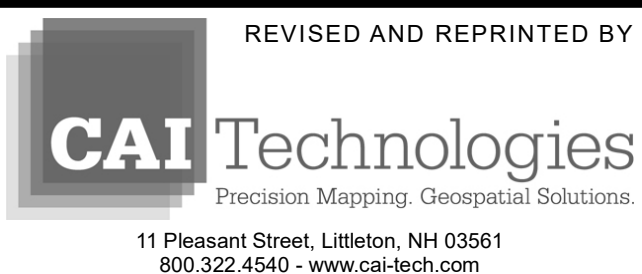 REVISED AND REPRINTED BY
CAI Technologies
Precision Mapping. Geospatial Solutions.
11 Pleasant Street, Littleton, NH 03561
800.322.4540 - www.cai-tech.com